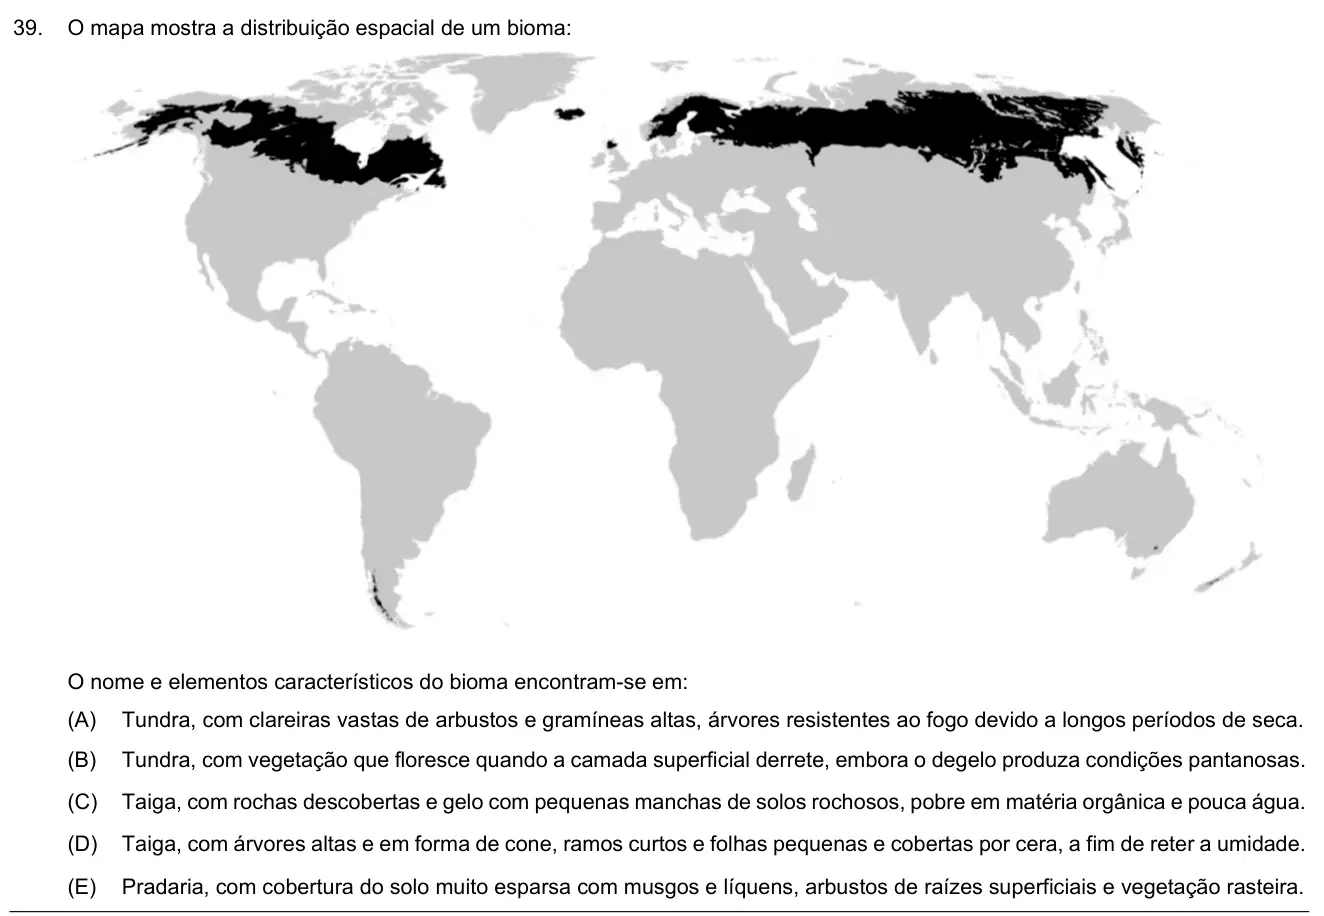 39. O mapa mostra a distribuição espacial de um bioma:
O nome e elementos característicos do bioma encontram-se em:
(A) Tundra, com clareiras vastas de arbustos e gramíneas altas, árvores resistentes ao fogo devido a longos períodos de seca.
(B) Tundra, com vegetação que floresce quando a camada superficial derrete, embora o degelo produza condições pantanosas.
(C) Taiga, com rochas descobertas e gelo com pequenas manchas de solos rochosos, pobre em matéria orgânica e pouca água.
(D) Taiga, com árvores altas e em forma de cone, ramos curtos e folhas pequenas e cobertas por cera, a fim de reter a umidade.
(E) Pradaria, com cobertura do solo muito esparsa com musgos e líquens, arbustos de raízes superficiais e vegetação rasteira.